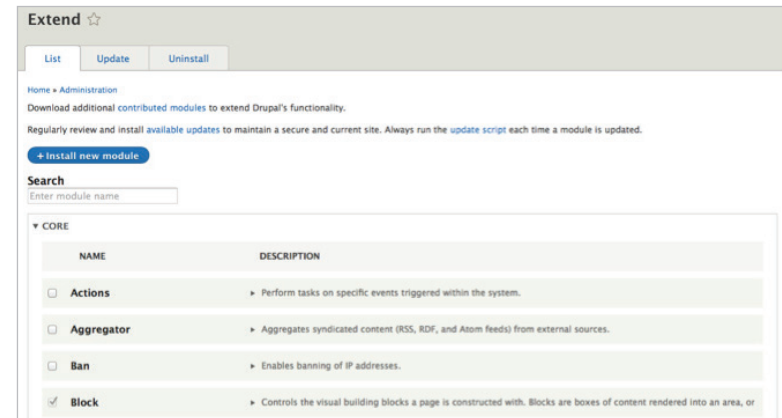 Extend
List Update Uninstall
Home » Administration
Download additional contributed modules to extend Drupal's functionality.
Regularly review and install available updates to maintain a secure and current site. Always run the update script each time a module is updated.
+ Install new module
Search
Enter module name
▾ CORE
NAME DESCRIPTION
Actions ▸ Perform tasks on specific events triggered within the system.
Aggregator ▸ Aggregates syndicated content (RSS, RDF, and Atom feeds) from external sources.
Ban ▸ Enables banning of IP addresses.
Block ▸ Controls the visual building blocks a page is constructed with. Blocks are boxes of content rendered into an area, or